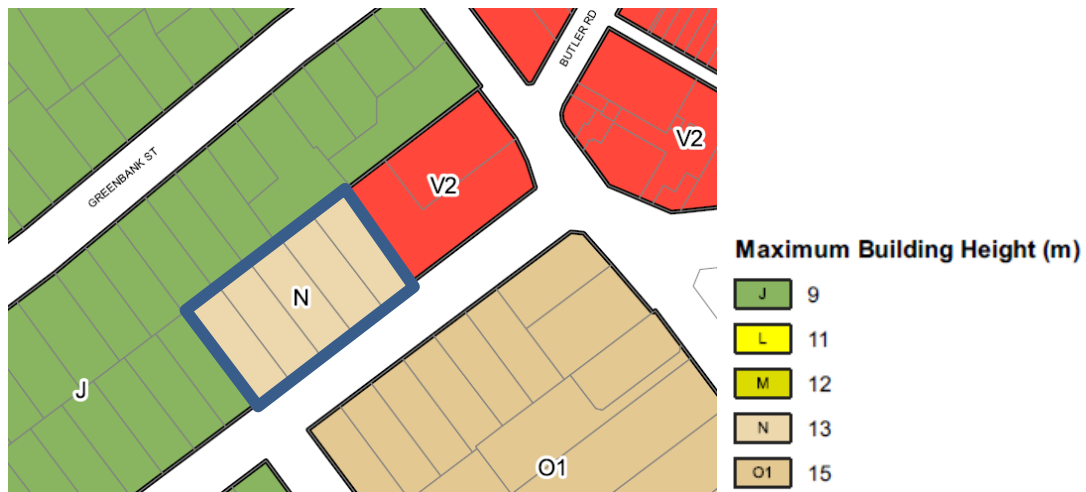 BUTLER RD
V2
GREENBANK ST
V2
N
J
O1
Maximum Building Height (m)
J 9
L 11
M 12
N 13
O1 15